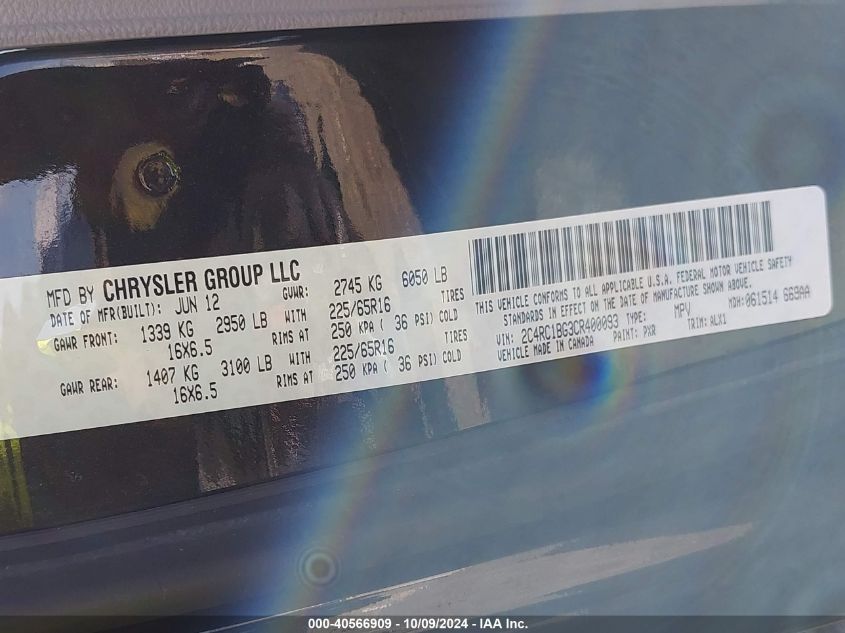 MFD BY CHRYSLER GROUP LLC
DATE OF MFR(BUILT): JUN 12 GVWR: 2745 KG 6050 LB
GAWR FRONT: 1339 KG 2950 LB WITH 225/65R16 TIRES
16X6.5 RIMS AT 250 KPA ( 36 PSI) COLD
GAWR REAR: 1407 KG 3100 LB WITH 225/65R16 TIRES
16X6.5 RIMS AT 250 KPA ( 36 PSI) COLD
THIS VEHICLE CONFORMS TO ALL APPLICABLE U.S.A. FEDERAL MOTOR VEHICLE SAFETY
STANDARDS IN EFFECT ON THE DATE OF MANUFACTURE SHOWN ABOVE.
VIN: 2C4RC1BG3CR400093 TYPE: MPV MDH: 061514 669AA
VEHICLE MADE IN CANADA PAINT: PXR TRIM: ALX1
000-40566909 - 10/09/2024 - IAA Inc.